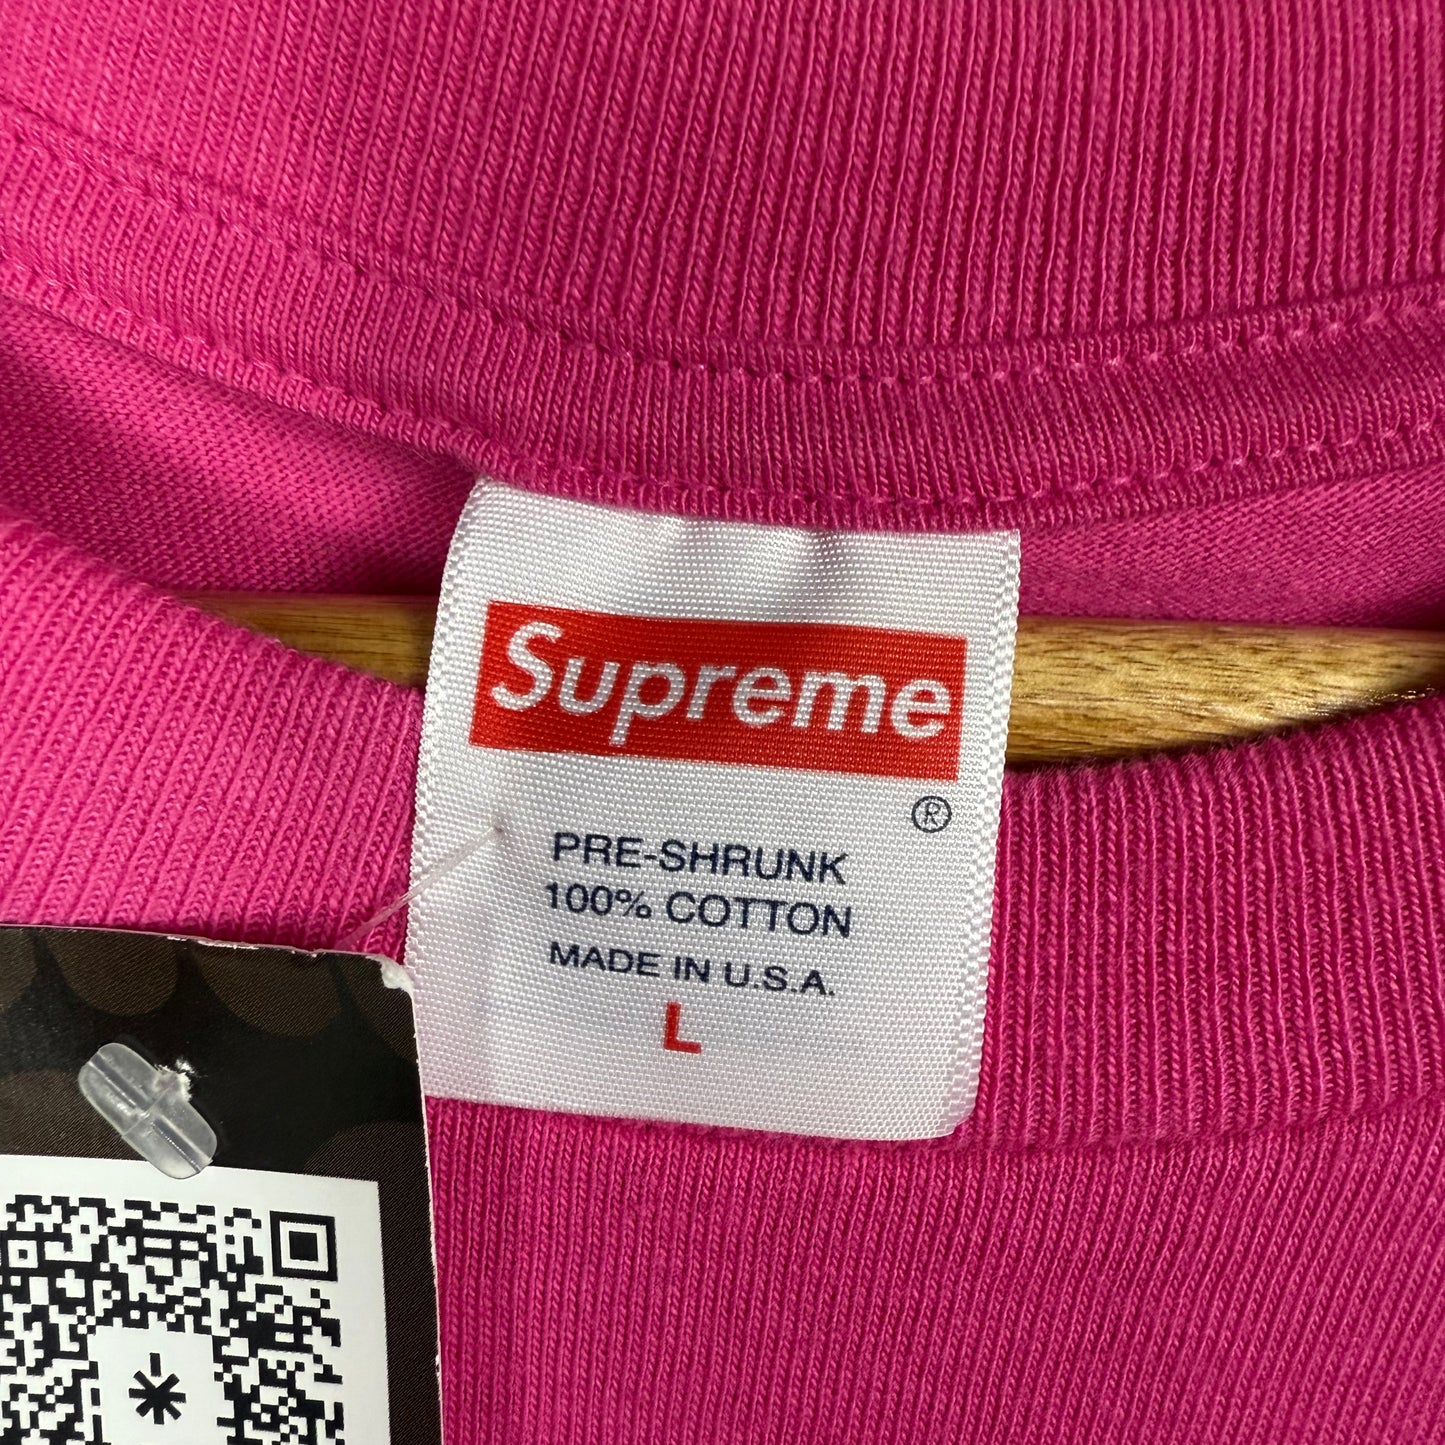 Supreme
®
PRE-SHRUNK
100% COTTON
MADE IN U.S.A.
L